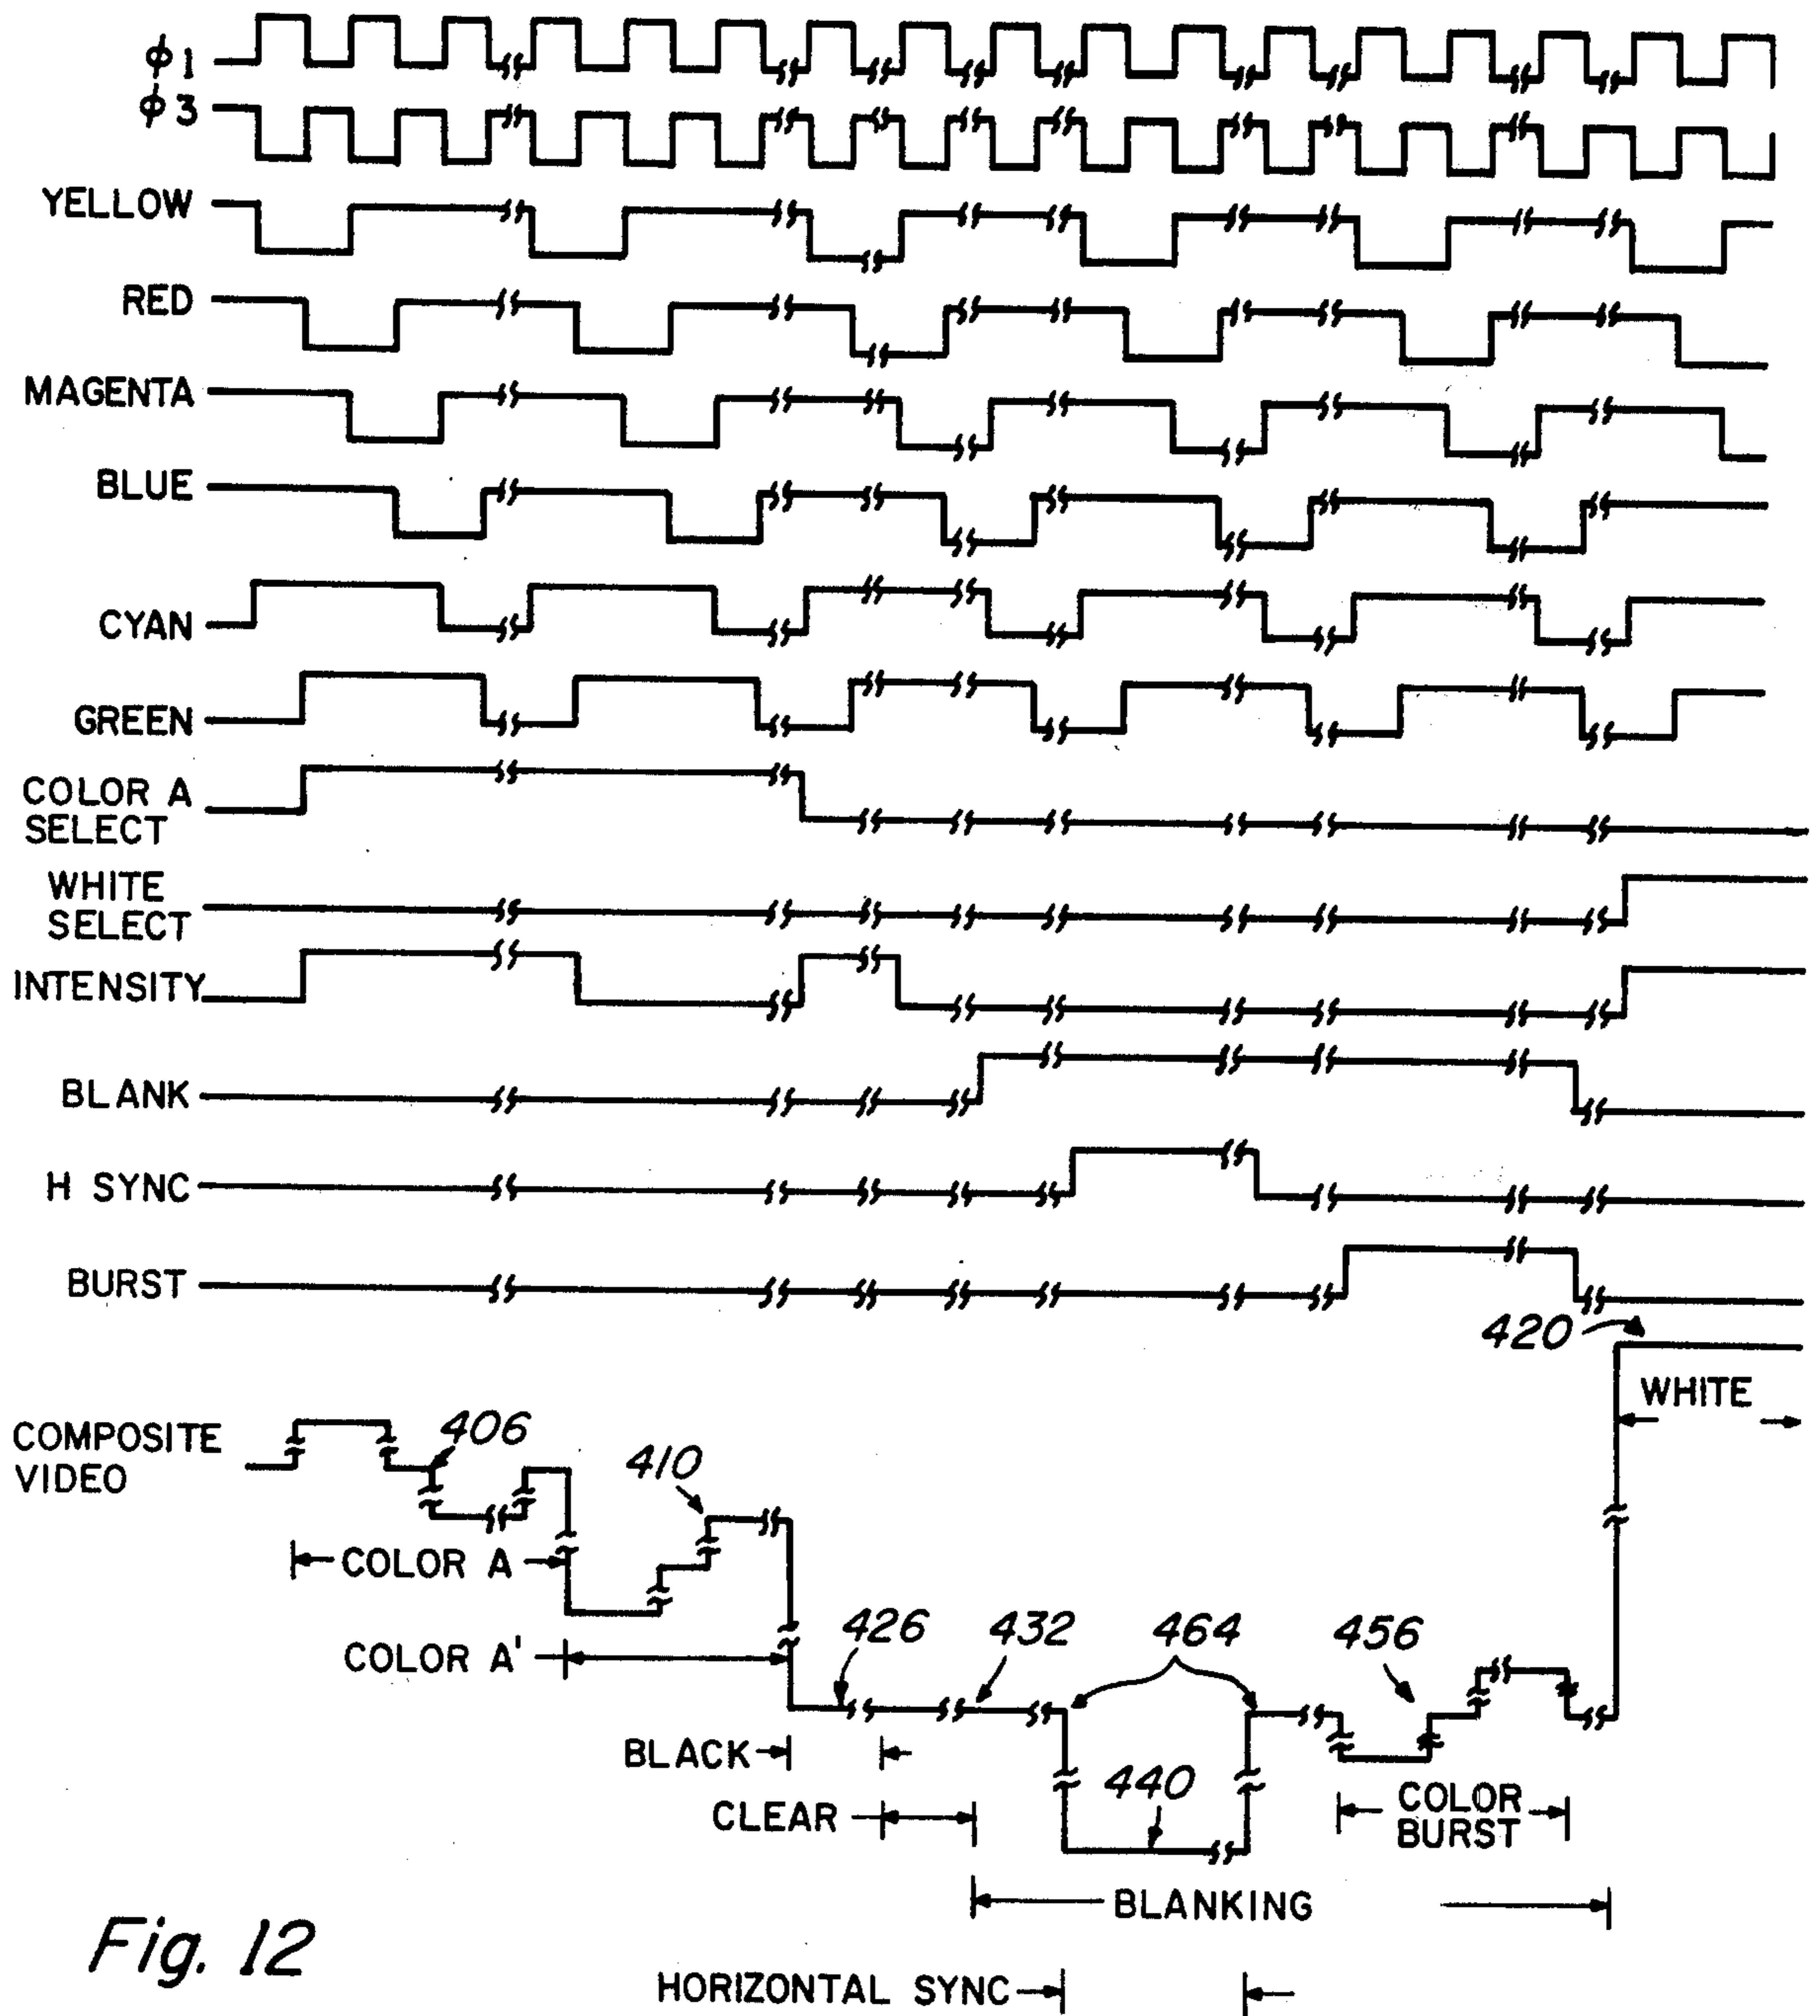 ϕ1
ϕ3
YELLOW
RED
MAGENTA
BLUE
CYAN
GREEN
COLOR A
SELECT
WHITE
SELECT
INTENSITY
BLANK
H SYNC
BURST
420
WHITE
COMPOSITE
VIDEO
406
410
COLOR A
COLOR A'
426
432
464
456
BLACK
440
CLEAR
COLOR
BURST
BLANKING
Fig. 12
HORIZONTAL SYNC